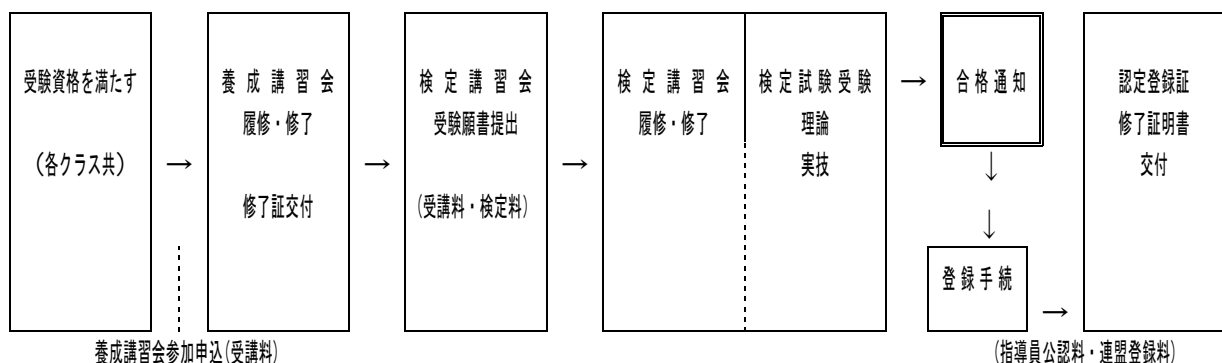 受験資格を満たす
(各クラス共)
→
養成講習会
履修・修了
修了証交付
→
検定講習会
受験願書提出
(受講料・検定料)
→
検定講習会
履修・修了
検定試験受験
理論
実技
→
合格通知
↓
↓
登録手続
→
認定登録証
修了証明書
交付
養成講習会参加申込(受講料)
(指導員公認料・連盟登録料)